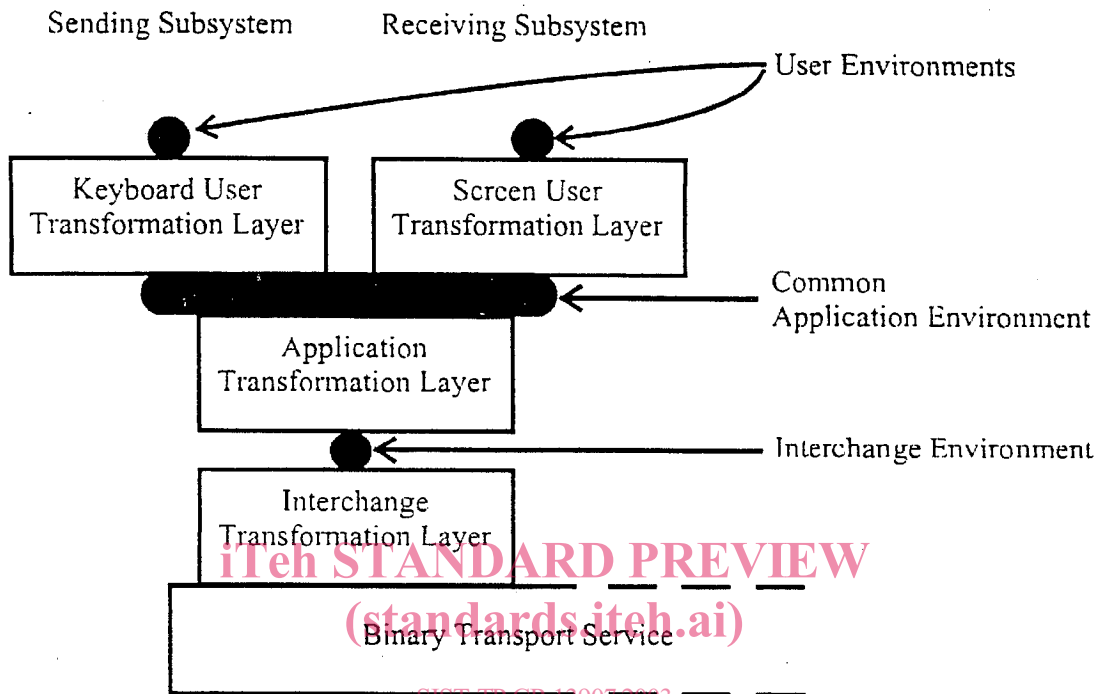 Sending Subsystem
Receiving Subsystem
User Environments
Keyboard User
Transformation Layer
Screen User
Transformation Layer
Common
Application Environment
Application
Transformation Layer
Interchange Environment
Interchange
Transformation Layer
iTeh STANDARD PREVIEW
(standards.iteh.ai)
Binary Transport Service